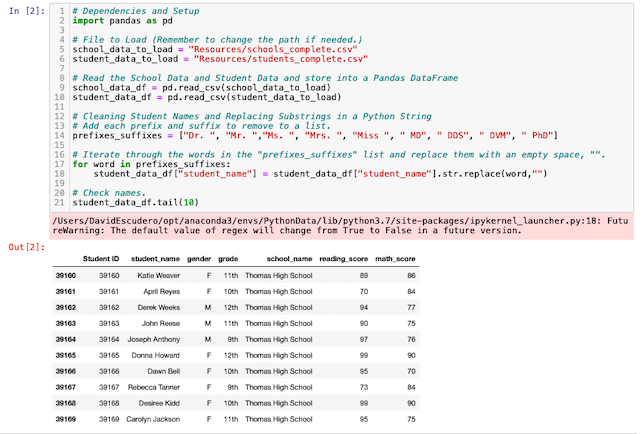 In [2]:
1 # Dependencies and Setup
2 import pandas as pd
3
4 # File to Load (Remember to change the path if needed.)
5 school_data_to_load = "Resources/schools_complete.csv"
6 student_data_to_load = "Resources/students_complete.csv"
7
8 # Read the School Data and Student Data and store into a Pandas DataFrame
9 school_data_df = pd.read_csv(school_data_to_load)
10 student_data_df = pd.read_csv(student_data_to_load)
11
12 # Cleaning Student Names and Replacing Substrings in a Python String
13 # Add each prefix and suffix to remove to a list.
14 prefixes_suffixes = ["Dr. ", "Mr. ","Ms. ", "Mrs. ", "Miss ", " MD", " DDS", " DVM", " PhD"]
15
16 # Iterate through the words in the "prefixes_suffixes" list and replace them with an empty space, "".
17 for word in prefixes_suffixes:
18 student_data_df["student_name"] = student_data_df["student_name"].str.replace(word,"")
19
20 # Check names.
21 student_data_df.tail(10)
/Users/DavidEscudero/opt/anaconda3/envs/PythonData/lib/python3.7/site-packages/ipykernel_launcher.py:18: Futu
reWarning: The default value of regex will change from True to False in a future version.
Out[2]:
Student ID student_name gender grade school_name reading_score math_score
39160 39160 Katie Weaver F 11th Thomas High School 89 86
39161 39161 April Reyes F 10th Thomas High School 70 84
39162 39162 Derek Weeks M 12th Thomas High School 94 77
39163 39163 John Reese M 11th Thomas High School 90 75
39164 39164 Joseph Anthony M 9th Thomas High School 97 76
39165 39165 Donna Howard F 12th Thomas High School 99 90
39166 39166 Dawn Bell F 10th Thomas High School 95 70
39167 39167 Rebecca Tanner F 9th Thomas High School 73 84
39168 39168 Desiree Kidd F 10th Thomas High School 99 90
39169 39169 Carolyn Jackson F 11th Thomas High School 95 75